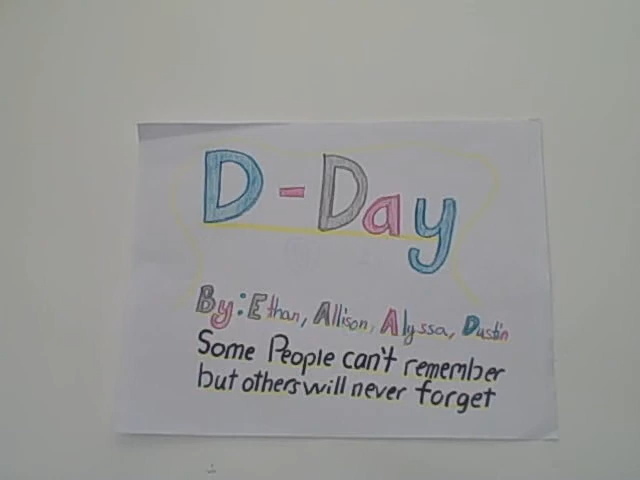 D-Day
By: Ethan, Allison, Alyssa, Dustin
Some People can't remember
but others will never forget